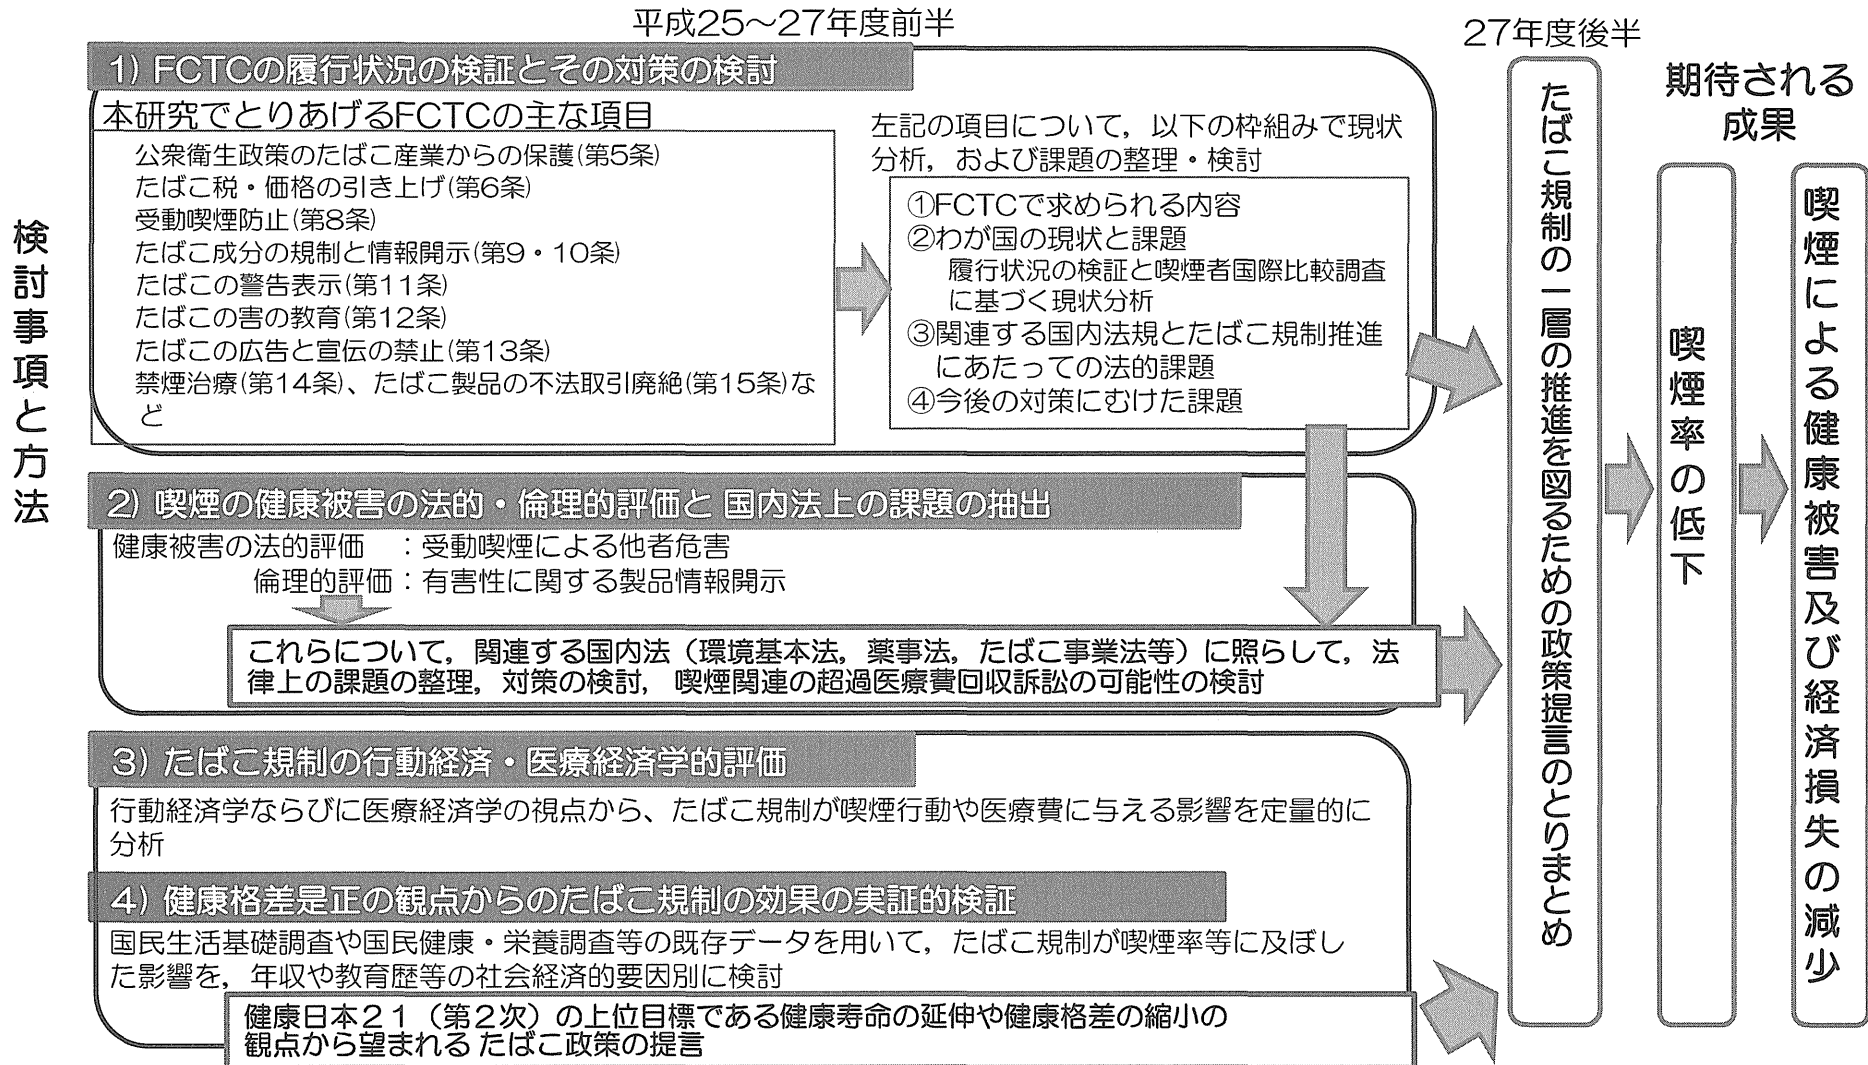 平成25～27年度前半
27年度後半
期待される
成果
検討事項と方法
1) FCTCの履行状況の検証とその対策の検討
本研究でとりあげるFCTCの主な項目
公衆衛生政策のたばこ産業からの保護(第5条)
たばこ税・価格の引き上げ(第6条)
受動喫煙防止(第8条)
たばこ成分の規制と情報開示(第9・10条)
たばこの警告表示(第11条)
たばこの害の教育(第12条)
たばこの広告と宣伝の禁止(第13条)
禁煙治療(第14条)、たばこ製品の不法取引廃絶(第15条)な
ど
左記の項目について，以下の枠組みで現状
分析，および課題の整理・検討
①FCTCで求められる内容
②わが国の現状と課題
履行状況の検証と喫煙者国際比較調査
に基づく現状分析
③関連する国内法規とたばこ規制推進
にあたっての法的課題
④今後の対策にむけた課題
2) 喫煙の健康被害の法的・倫理的評価と 国内法上の課題の抽出
健康被害の法的評価　：受動喫煙による他者危害
倫理的評価：有害性に関する製品情報開示
これらについて，関連する国内法（環境基本法，薬事法，たばこ事業法等）に照らして，法
律上の課題の整理，対策の検討，喫煙関連の超過医療費回収訴訟の可能性の検討
3) たばこ規制の行動経済・医療経済学的評価
行動経済学ならびに医療経済学の視点から、たばこ規制が喫煙行動や医療費に与える影響を定量的に
分析
4) 健康格差是正の観点からのたばこ規制の効果の実証的検証
国民生活基礎調査や国民健康・栄養調査等の既存データを用いて，たばこ規制が喫煙率等に及ぼし
た影響を，年収や教育歴等の社会経済的要因別に検討
健康日本２１（第２次）の上位目標である健康寿命の延伸や健康格差の縮小の
観点から望まれる たばこ政策の提言
たばこ規制の一層の推進を図るための政策提言のとりまとめ
喫煙率の低下
喫煙による健康被害及び経済損失の減少